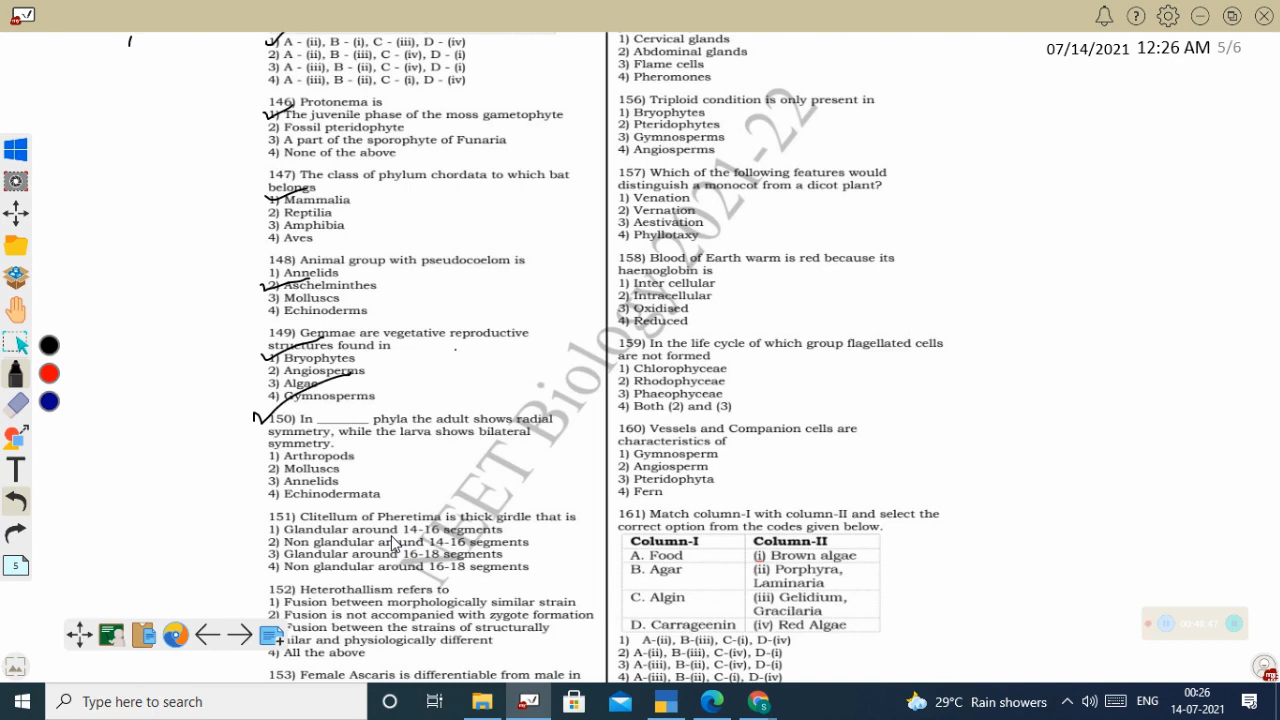 1) A - (ii), B - (i), C - (iii), D - (iv)
2) A - (ii), B - (iii), C - (iv), D - (i)
3) A - (iii), B - (ii), C - (iv), D - (i)
4) A - (iii), B - (ii), C - (i), D - (iv)
146) Protonema is
1) The juvenile phase of the moss gametophyte
2) Fossil pteridophyte
3) A part of the sporophyte of Funaria
4) None of the above
147) The class of phylum chordata to which bat
belongs
1) Mammalia
2) Reptilia
3) Amphibia
4) Aves
148) Animal group with pseudocoelom is
1) Annelids
2) Aschelminthes
3) Molluscs
4) Echinoderms
149) Gemmae are vegetative reproductive
structures found in
1) Bryophytes
2) Angiosperms
3) Algae
4) Gymnosperms
150) In ________ phyla the adult shows radial
symmetry, while the larva shows bilateral
symmetry.
1) Arthropods
2) Molluscs
3) Annelids
4) Echinodermata
151) Clitellum of Pheretima is thick girdle that is
1) Glandular around 14-16 segments
2) Non glandular around 14-16 segments
3) Glandular around 16-18 segments
4) Non glandular around 16-18 segments
152) Heterothallism refers to
1) Fusion between morphologically similar strain
2) Fusion is not accompanied with zygote formation
Fusion between the strains of structurally
and physiologically different
4) All the above
153) Female Ascaris is differentiable from male in
1) Cervical glands
2) Abdominal glands
3) Flame cells
4) Pheromones
156) Triploid condition is only present in
1) Bryophytes
2) Pteridophytes
3) Gymnosperms
4) Angiosperms
157) Which of the following features would
distinguish a monocot from a dicot plant?
1) Venation
2) Vernation
3) Aestivation
4) Phyllotaxy
158) Blood of Earth warm is red because its
haemoglobin is
1) Inter cellular
2) Intracellular
3) Oxidised
4) Reduced
159) In the life cycle of which group flagellated cells
are not formed
1) Chlorophyceae
2) Rhodophyceae
3) Phaeophyceae
4) Both (2) and (3)
160) Vessels and Companion cells are
characteristics of
1) Gymnosperm
2) Angiosperm
3) Pteridophyta
4) Fern
161) Match column-I with column-II and select the
correct option from the codes given below.
Column-I Column-II
A. Food (i) Brown algae
B. Agar (ii) Porphyra,
Laminaria
C. Algin (iii) Gelidium,
Gracilaria
D. Carrageenin (iv) Red Algae
1) A-(ii), B-(iii), C-(i), D-(iv)
2) A-(ii), B-(iii), C-(iv), D-(i)
3) A-(iii), B-(ii), C-(iv), D-(i)
4) A-(iii), B-(ii), C-(i), D-(iv)
NEET Biology 2021-22
07/14/2021 12:26 AM 5/6
00:48:47
5
Type here to search
29°C Rain showers
ENG
00:26
14-07-2021